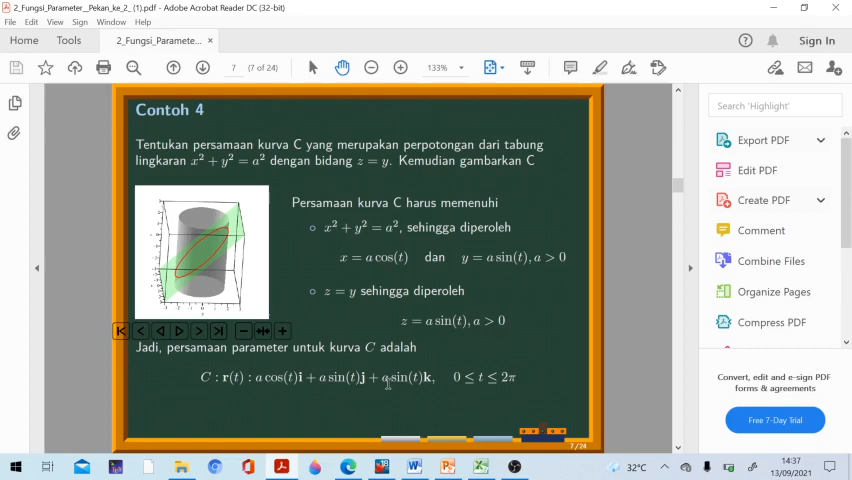 2_Fungsi_Parameter__Pekan_ke_2_ (1).pdf - Adobe Acrobat Reader DC (32-bit)
File Edit View Sign Window Help
Home Tools 2_Fungsi_Paramete... × Sign In
7 (7 of 24) 133%
Contoh 4
Tentukan persamaan kurva C yang merupakan perpotongan dari tabung
lingkaran x² + y² = a² dengan bidang z = y. Kemudian gambarkan C
Persamaan kurva C harus memenuhi
x² + y² = a², sehingga diperoleh
x = a cos(t) dan y = a sin(t), a > 0
z = y sehingga diperoleh
z = a sin(t), a > 0
Jadi, persamaan parameter untuk kurva C adalah
C : r(t) : a cos(t)i + a sin(t)j + a sin(t)k, 0 ≤ t ≤ 2π
7/24
Search 'Highlight'
Export PDF
Edit PDF
Create PDF
Comment
Combine Files
Organize Pages
Compress PDF
Convert, edit and e-sign PDF
forms & agreements
Free 7-Day Trial
32°C
14:37
13/09/2021